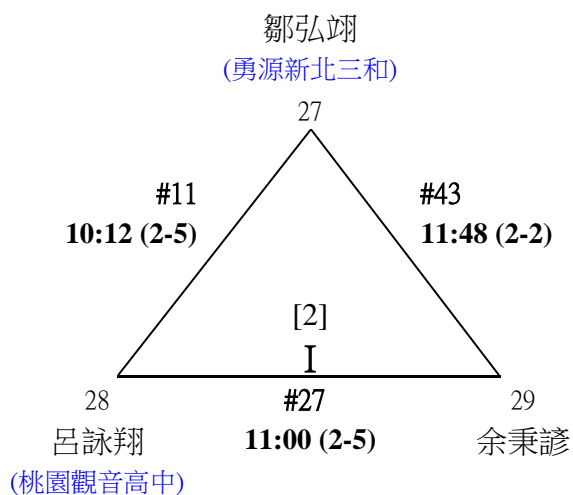 鄒弘翊
(勇源新北三和)
27
#11
10:12 (2-5)
#43
11:48 (2-2)
[2]
I
28
#27
29
呂詠翔
11:00 (2-5)
余秉諺
(桃園觀音高中)